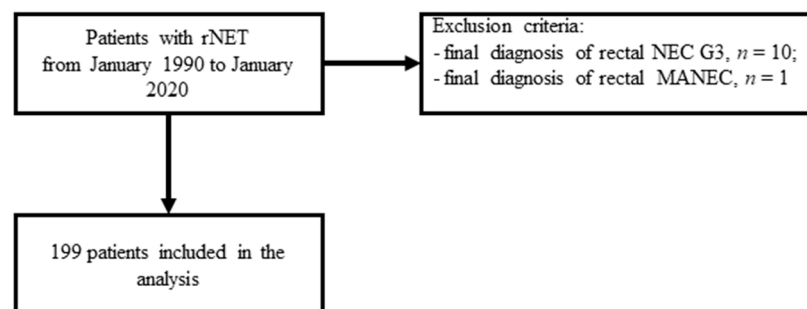 Patients with rNET
from January 1990 to January
2020
Exclusion criteria:
- final diagnosis of rectal NEC G3, n = 10;
- final diagnosis of rectal MANEC, n = 1
199 patients included in the
analysis